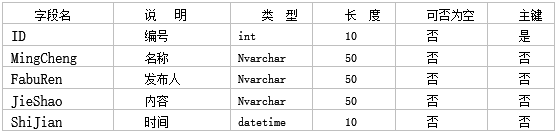 字段名 说 明 类 型 长 度 可否为空 主键
ID 编号 int 10 否 是
MingCheng 名称 Nvarchar 50 否 否
FabuRen 发布人 Nvarchar 50 否 否
JieShao 内容 Nvarchar 50 否 否
ShiJian 时间 datetime 10 否 否